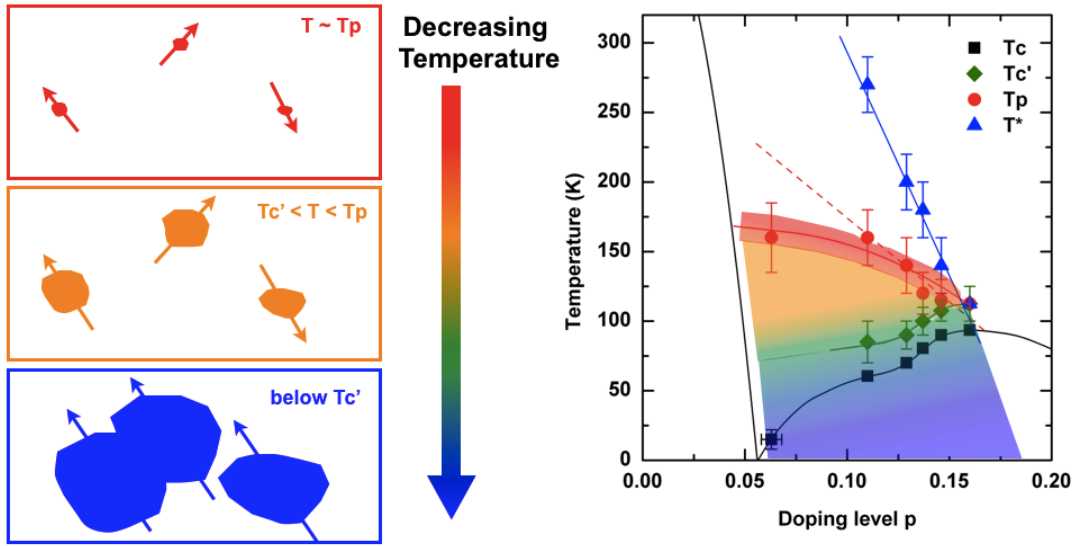 T ~ Tp
Tc' < T < Tp
below Tc'
Decreasing
Temperature
Temperature (K)
300
250
200
150
100
50
0
0.00
0.05
0.10
0.15
0.20
Doping level p
Tc
Tc'
Tp
T*